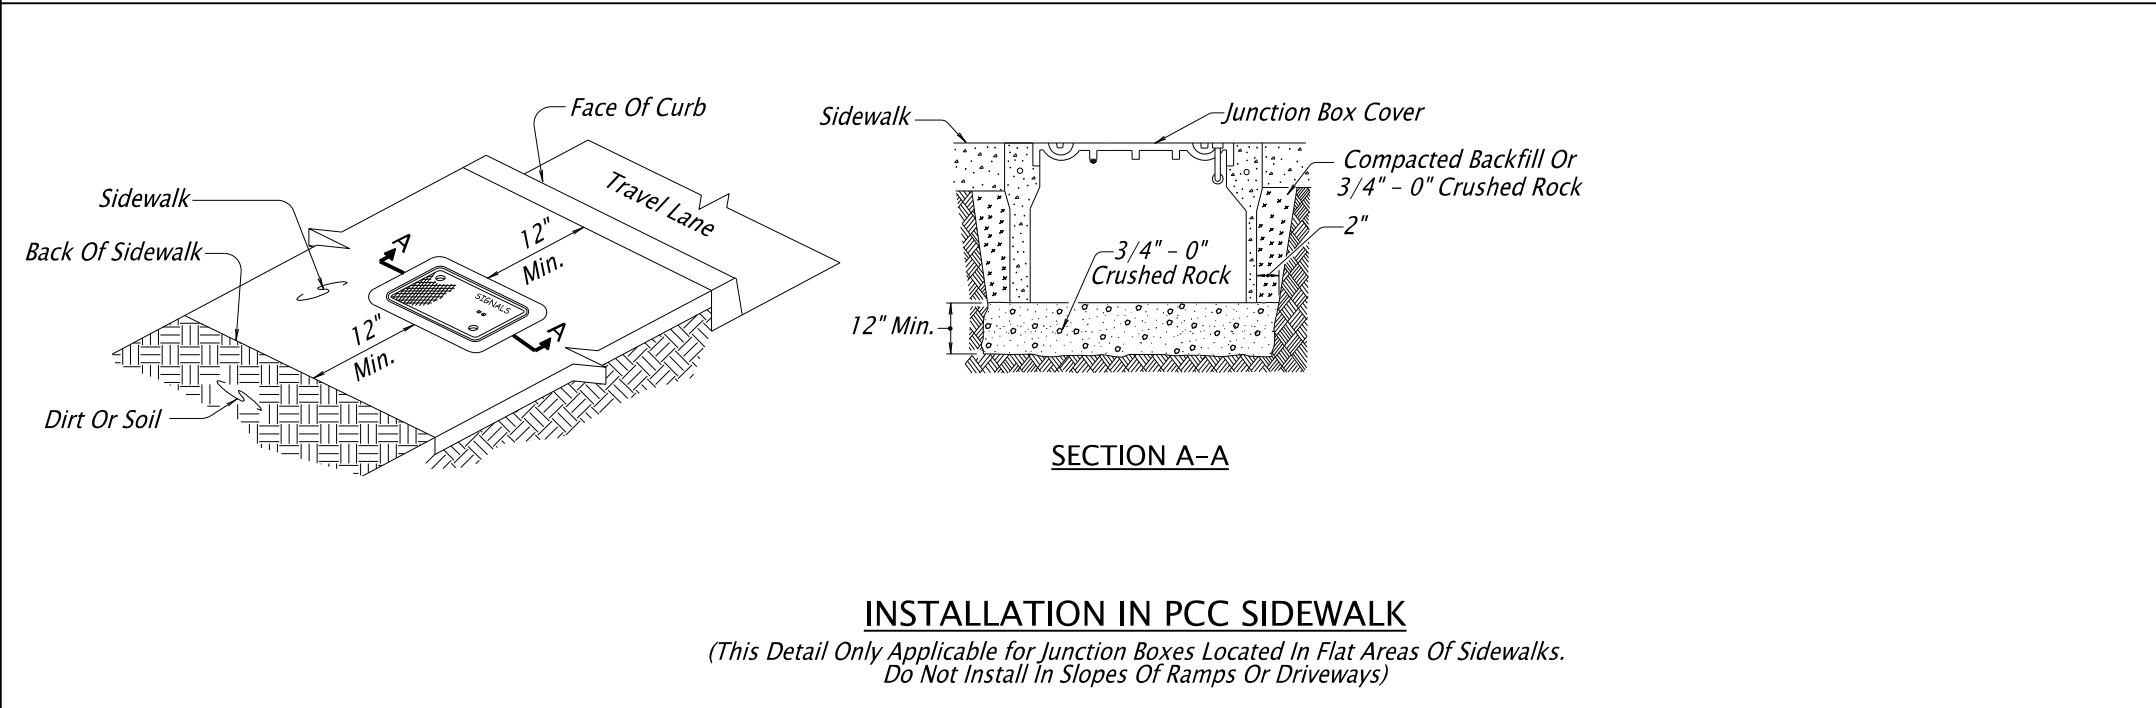 Face Of Curb
Travel Lane
Sidewalk
Back Of Sidewalk
A
12"
Min.
SIGNALS
12"
Min.
A
Dirt Or Soil
Sidewalk
Junction Box Cover
Compacted Backfill Or
3/4" – 0" Crushed Rock
2"
3/4" – 0"
Crushed Rock
12" Min.
SECTION A–A
INSTALLATION IN PCC SIDEWALK
(This Detail Only Applicable for Junction Boxes Located In Flat Areas Of Sidewalks.
Do Not Install In Slopes Of Ramps Or Driveways)